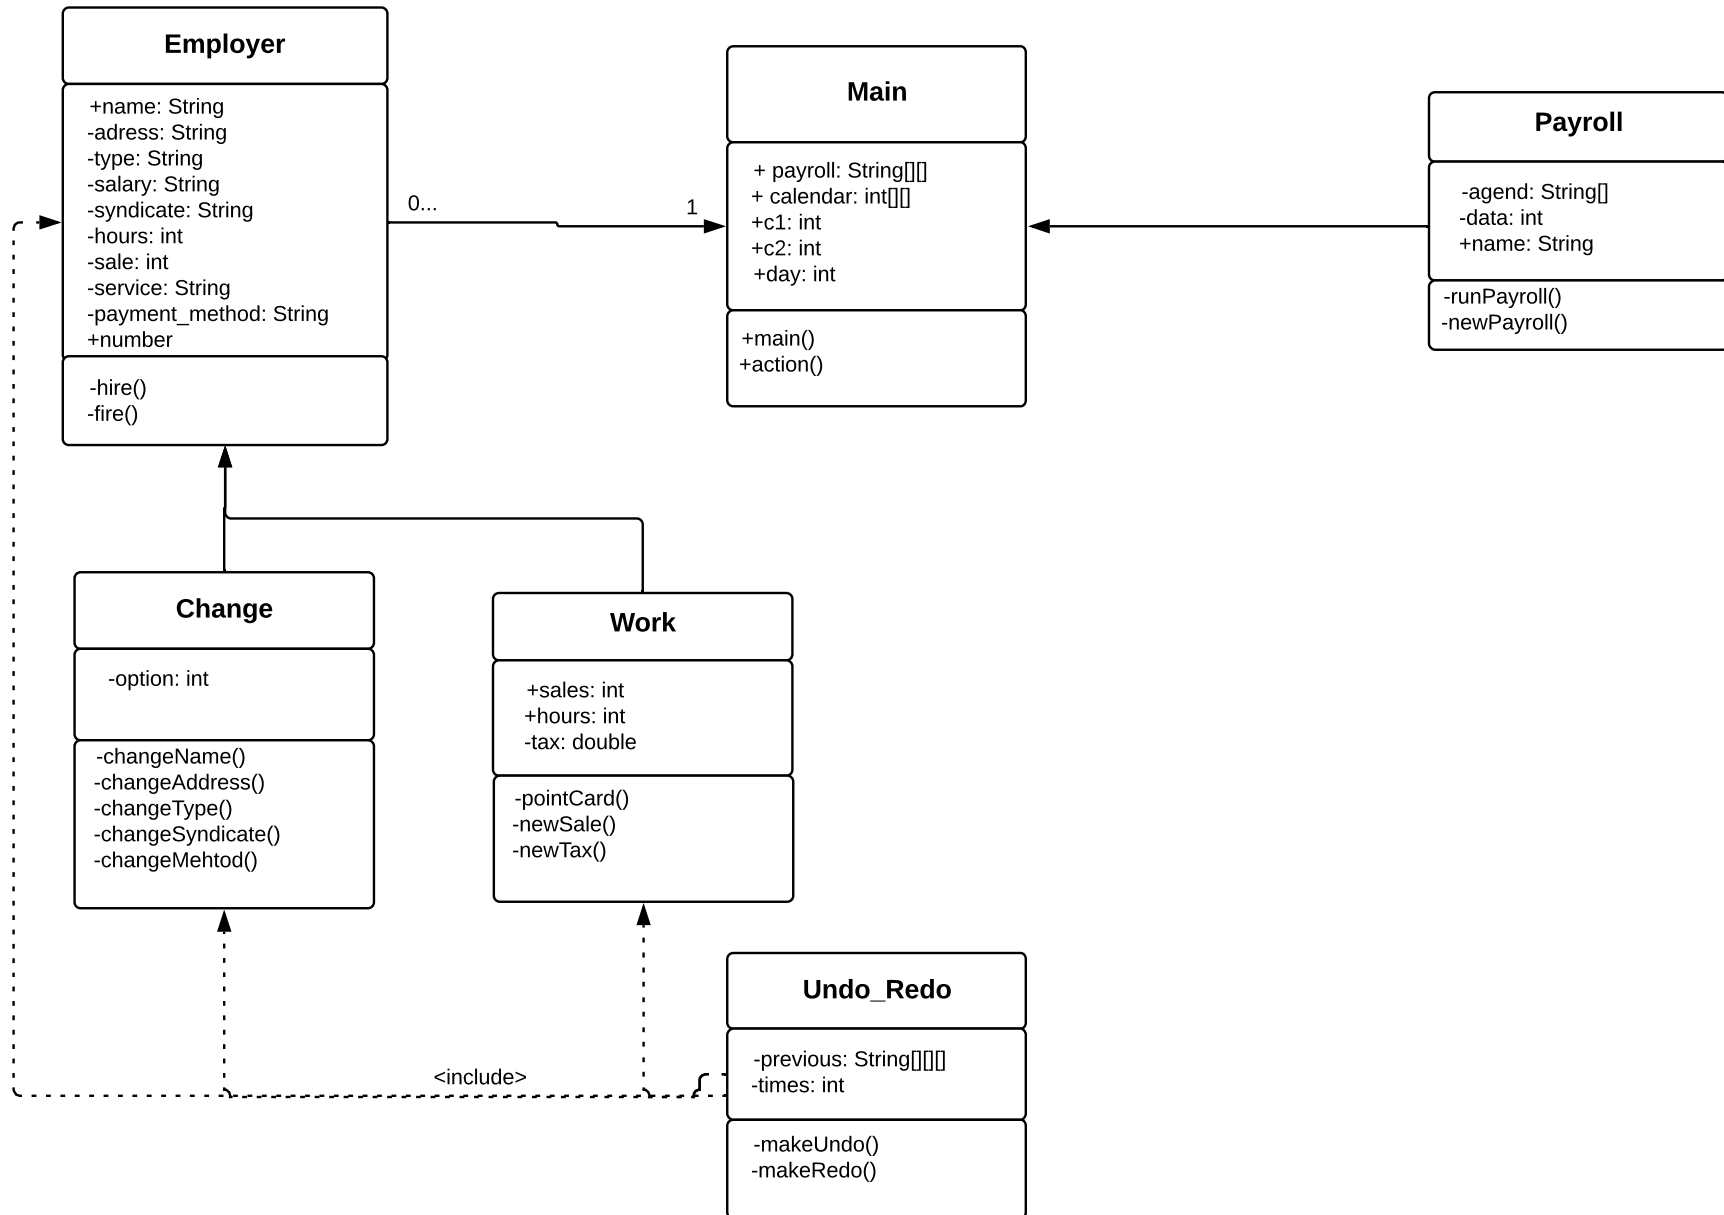 Employer
+name: String
-adress: String
-type: String
-salary: String
-syndicate: String
-hours: int
-sale: int
-service: String
-payment_method: String
+number
-hire()
-fire()
0...
1
Main
+ payroll: String[][]
+ calendar: int[][]
+c1: int
+c2: int
+day: int
+main()
+action()
Payroll
-agend: String[]
-data: int
+name: String
-runPayroll()
-newPayroll()
Change
-option: int
-changeName()
-changeAddress()
-changeType()
-changeSyndicate()
-changeMehtod()
Work
+sales: int
+hours: int
-tax: double
-pointCard()
-newSale()
-newTax()
<include>
Undo_Redo
-previous: String[][][]
-times: int
-makeUndo()
-makeRedo()